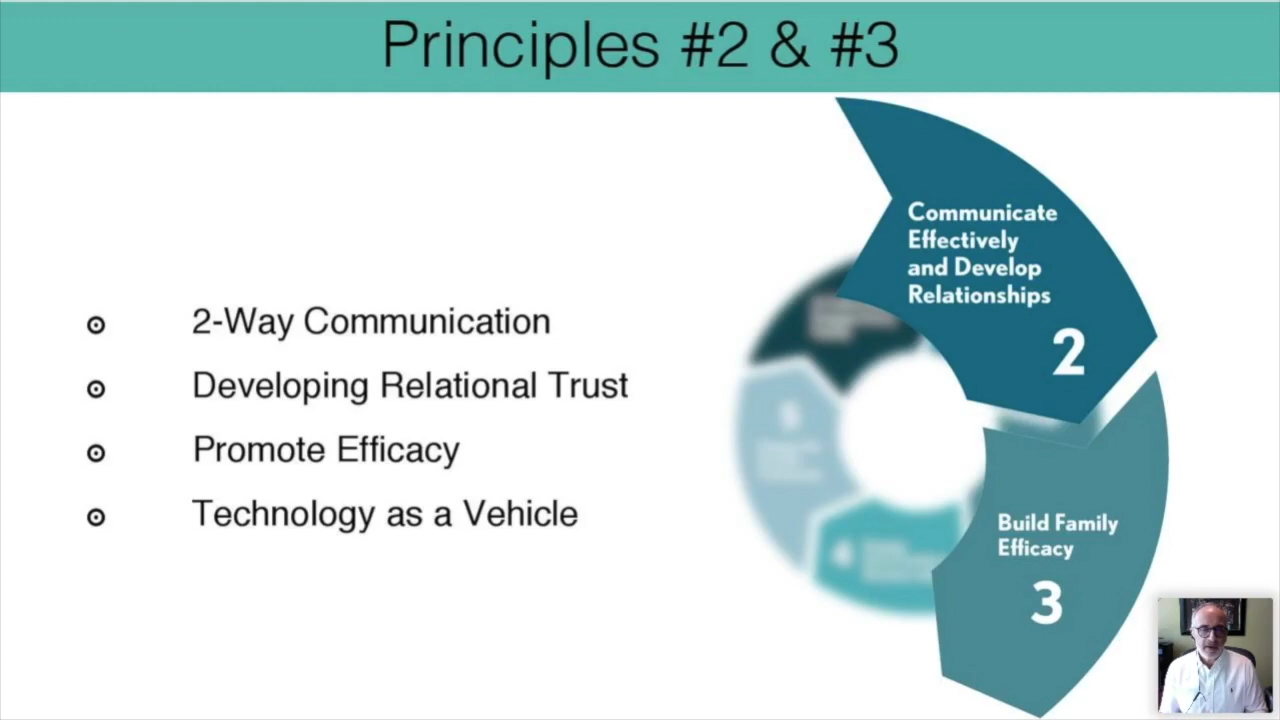 Principles #2 & #3
2-Way Communication
Developing Relational Trust
Promote Efficacy
Technology as a Vehicle
Communicate
Effectively
and Develop
Relationships
2
Build Family
Efficacy
3